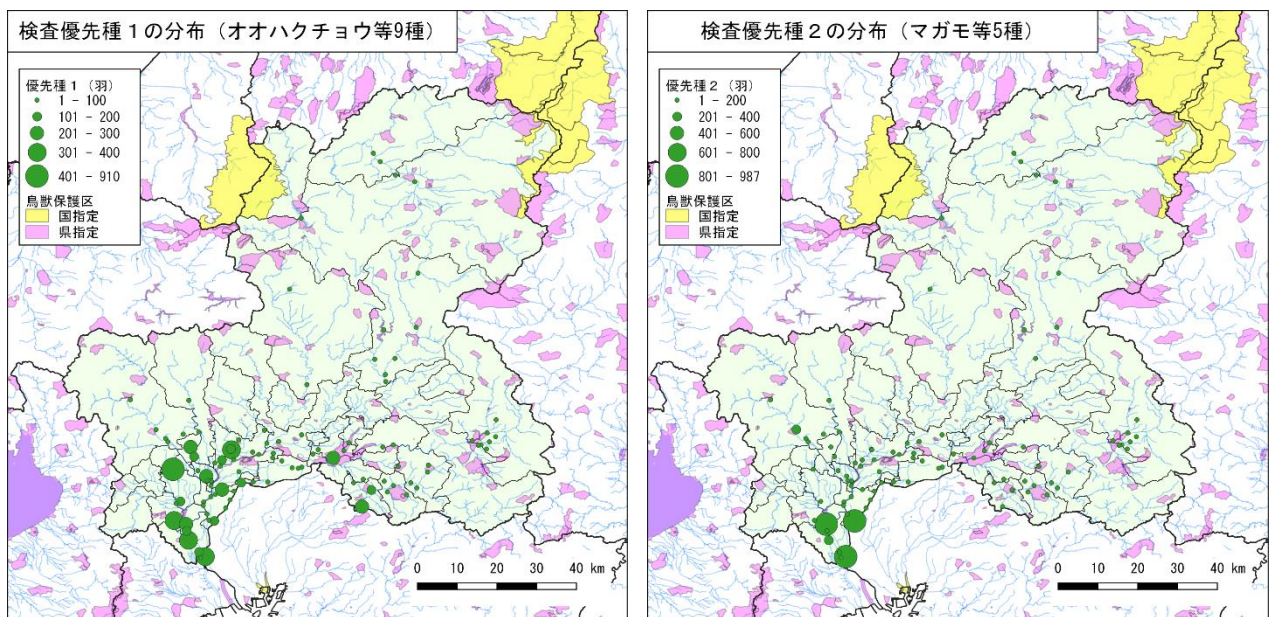 検査優先種１の分布（オオハクチョウ等9種）
優先種１（羽）
1 - 100
101 - 200
201 - 300
301 - 400
401 - 910
鳥獣保護区
国指定
県指定
0 10 20 30 40 km
検査優先種２の分布（マガモ等5種）
優先種２（羽）
1 - 200
201 - 400
401 - 600
601 - 800
801 - 987
鳥獣保護区
国指定
県指定
0 10 20 30 40 km